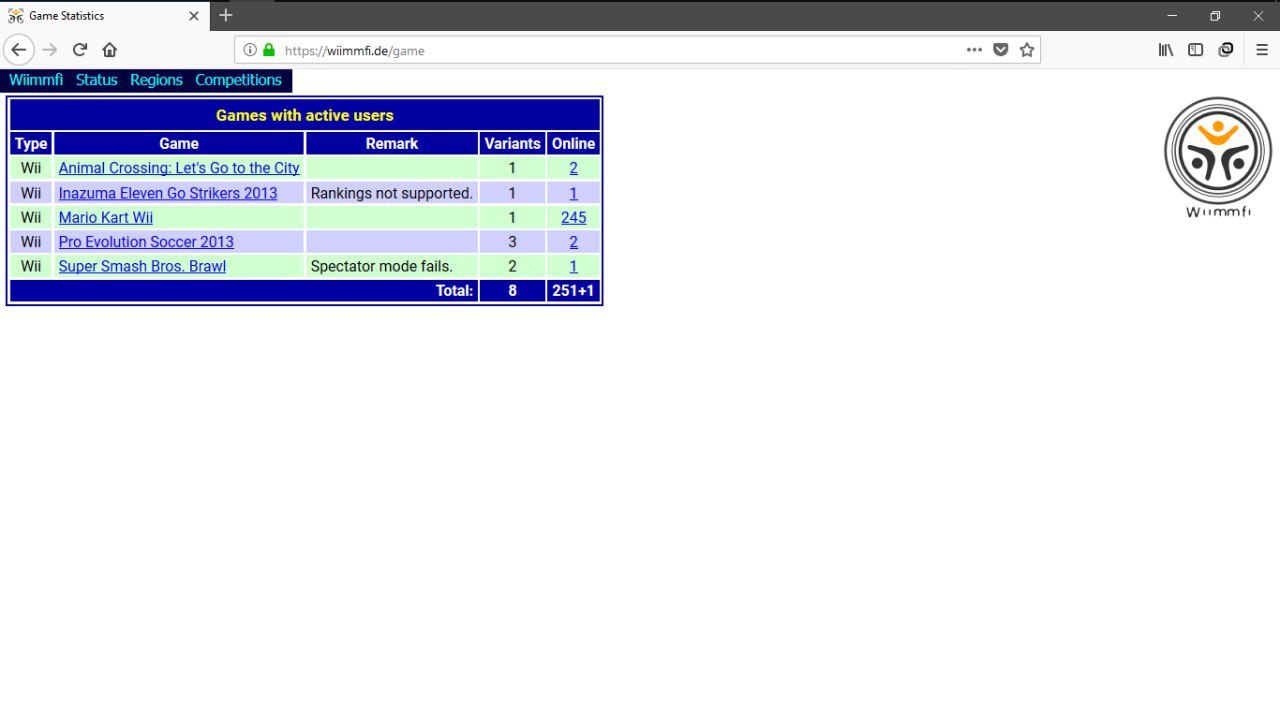 Game Statistics
https://wiimmfi.de/game
Wiimmfi Status Regions Competitions
Games with active users
Type Game Remark Variants Online
Wii Animal Crossing: Let's Go to the City 1 2
Wii Inazuma Eleven Go Strikers 2013 Rankings not supported. 1 1
Wii Mario Kart Wii 1 245
Wii Pro Evolution Soccer 2013 3 2
Wii Super Smash Bros. Brawl Spectator mode fails. 2 1
Total: 8 251+1
Wiimmfi